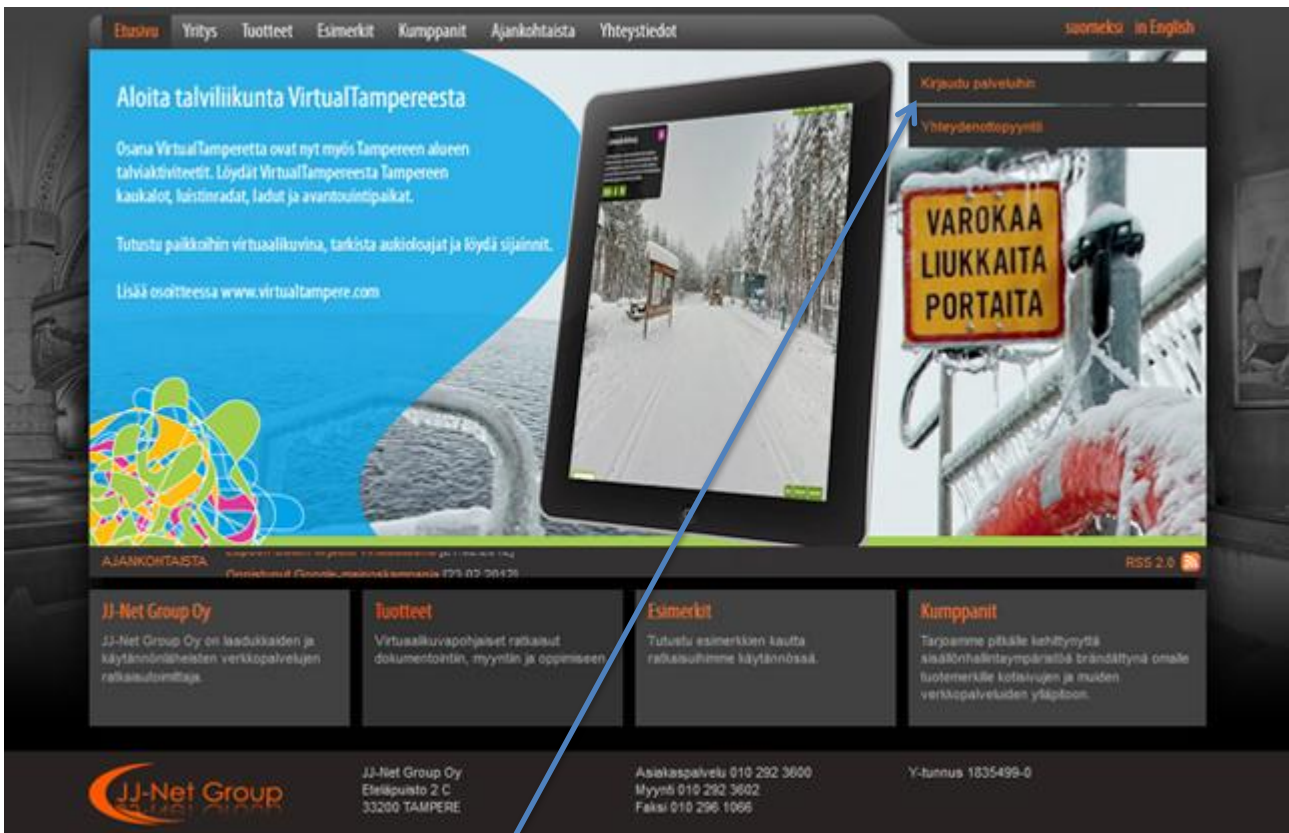 Etusivu Yritys Tuotteet Esimerkit Kumppanit Ajankohtaista Yhteystiedot
suomeksi in English
Aloita talviliikunta VirtualTampereesta
Osana VirtualTamperetta ovat nyt myös Tampereen alueen
talviaktiviteetit. Löydät VirtualTampereesta Tampereen
kaukalot, luistinradat, ladut ja avantouintipaikat.
Tutustu paikkoihin virtuaalikuvina, tarkista aukioloajat ja löydä sijainnit.
Lisää osoitteessa www.virtualtampere.com
Kirjaudu palveluihin
Yhteydenottopyyntö
VAROKAA
LIUKKAITA
PORTAITA
AJANKOHTAISTA
Onnistunut Google-mainoskampanja [23.02.2012]
RSS 2.0
JJ-Net Group Oy
JJ-Net Group Oy on laadukkaiden ja
käytännönläheisten verkkopalvelujen
ratkaisutoimittaja.
Tuotteet
Virtuaalikuvapohjaiset ratkaisut
dokumentointiin, myyntiin ja oppimiseen
Esimerkit
Tutustu esimerkkien kautta
ratkaisuihimme käytännössä.
Kumppanit
Tarjoamme pitkälle kehittynyttä
sisällönhallintaympäristöä brändättynä omalle
tuotemerkille kotisivujen ja muiden
verkkopalveluiden ylläpitoon.
JJ-Net Group
JJ-Net Group Oy
Eteläpuisto 2 C
33200 TAMPERE
Asiakaspalvelu 010 292 3600
Myynti 010 292 3602
Faksi 010 296 1066
Y-tunnus 1835499-0